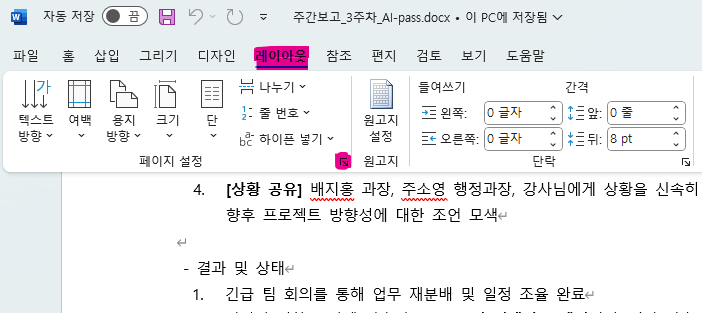 자동 저장 끔 주간보고_3주차_AI-pass.docx • 이 PC에 저장됨
파일 홈 삽입 그리기 디자인 레이아웃 참조 편지 검토 보기 도움말
텍스트 방향
여백
용지 방향
크기
단
나누기
줄 번호
하이픈 넣기
페이지 설정
원고지 설정
원고지
들여쓰기
왼쪽: 0 글자
오른쪽: 0 글자
간격
앞: 0 줄
뒤: 8 pt
단락
4. [상황 공유] 배지홍 과장, 주소영 행정과장, 강사님에게 상황을 신속히
향후 프로젝트 방향성에 대한 조언 모색
- 결과 및 상태
1. 긴급 팀 회의를 통해 업무 재분배 및 일정 조율 완료